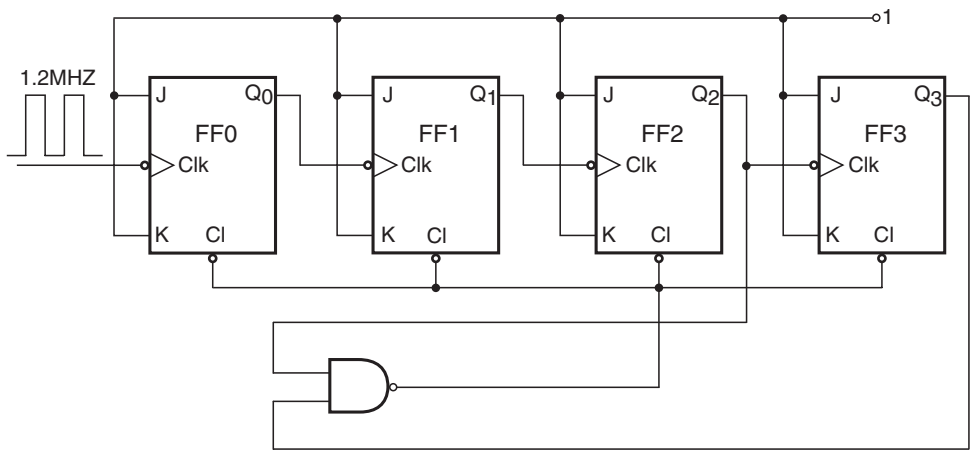 1
1.2MHZ
J Q0 J Q1 J Q2 J Q3
FF0 FF1 FF2 FF3
Clk Clk Clk Clk
K Cl K Cl K Cl K Cl